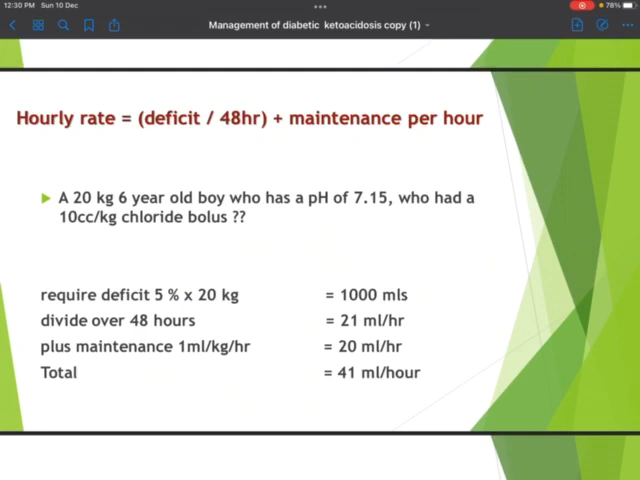 12:30 PM Sun 10 Dec
78%
Management of diabetic ketoacidosis copy (1)
Hourly rate = (deficit / 48hr) + maintenance per hour
A 20 kg 6 year old boy who has a pH of 7.15, who had a
10cc/kg chloride bolus ??
require deficit 5 % x 20 kg = 1000 mls
divide over 48 hours = 21 ml/hr
plus maintenance 1ml/kg/hr = 20 ml/hr
Total = 41 ml/hour